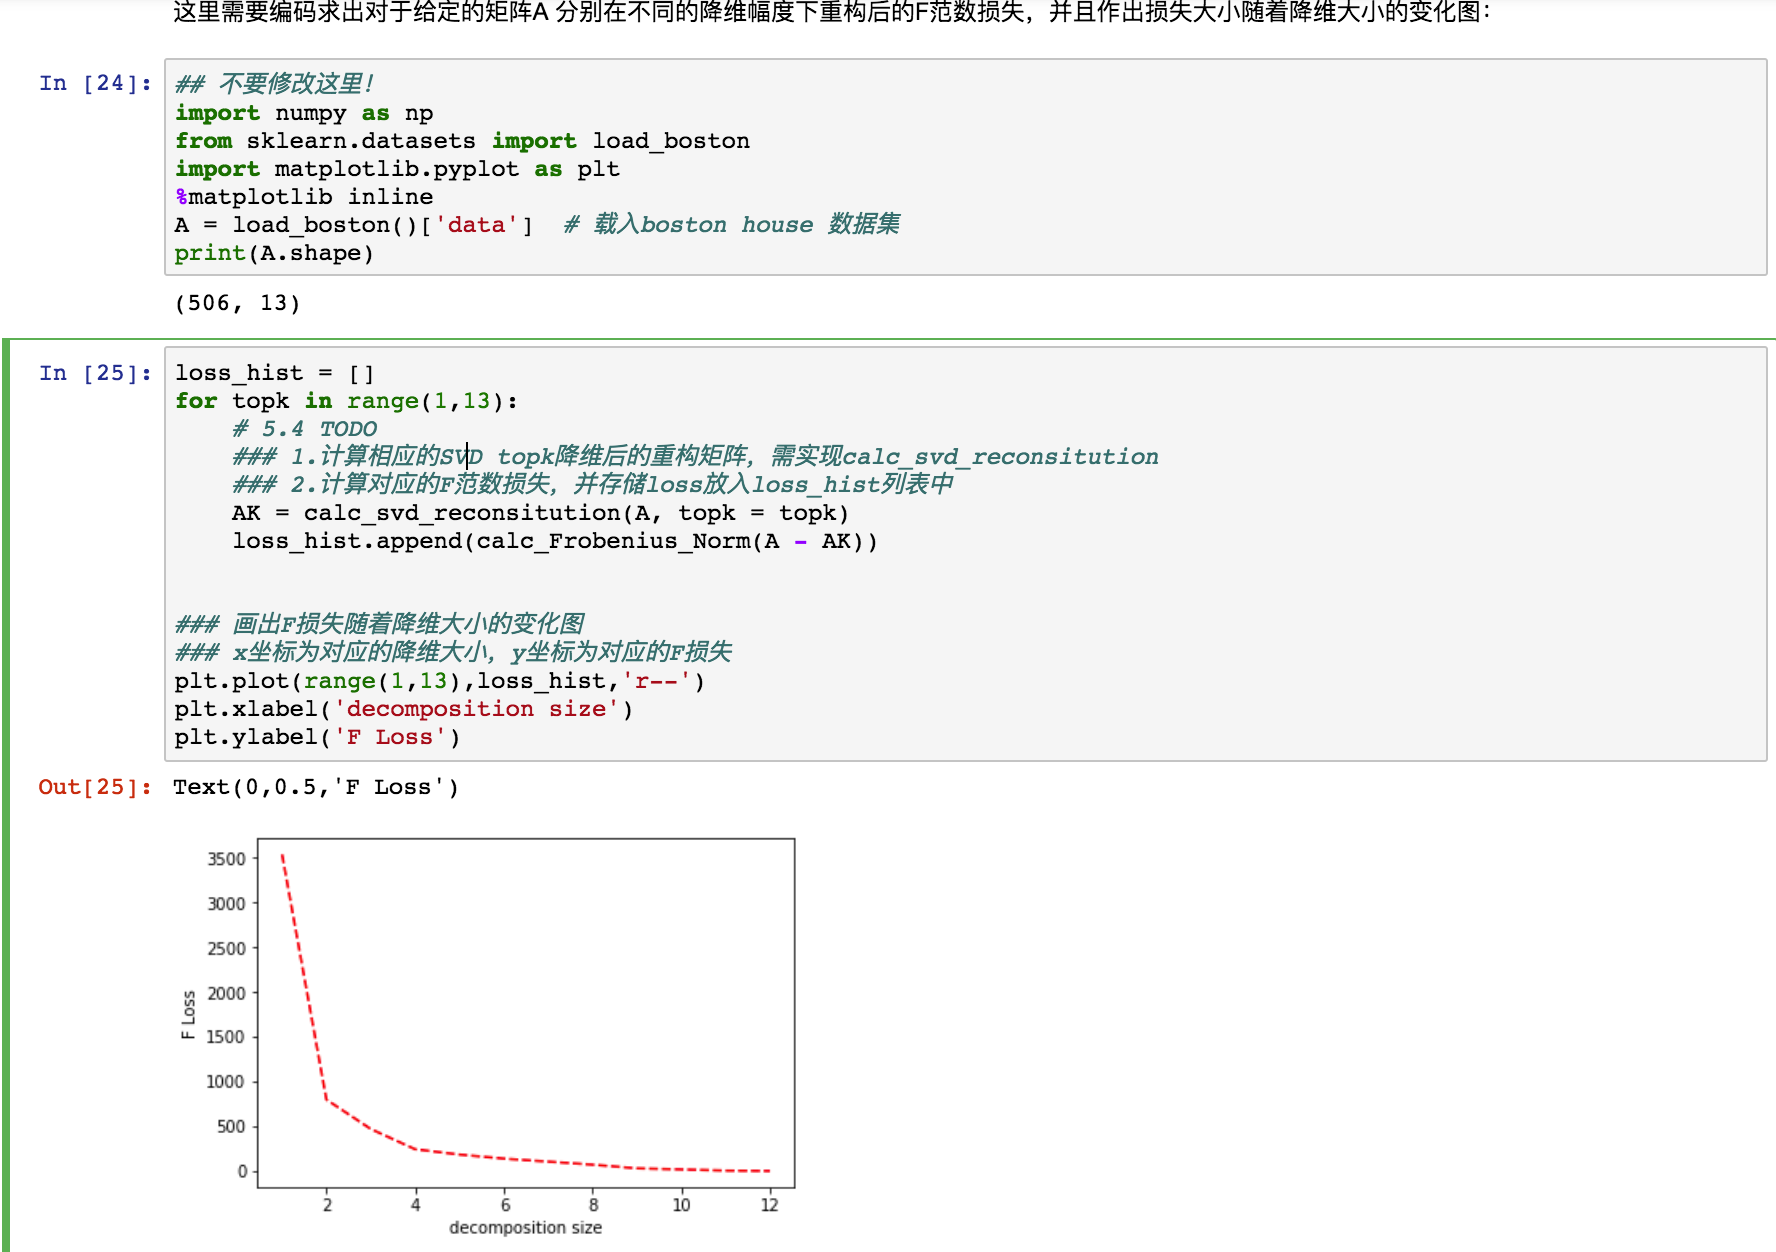 这里需要编码求出对于给定的矩阵A 分别在不同的降维幅度下重构后的F范数损失，并且作出损失大小随着降维大小的变化图：
In [24]: ## 不要修改这里！
import numpy as np
from sklearn.datasets import load_boston
import matplotlib.pyplot as plt
%matplotlib inline
A = load_boston()['data']  # 载入boston house 数据集
print(A.shape)
(506, 13)
In [25]: loss_hist = []
for topk in range(1,13):
    # 5.4 TODO
    ### 1.计算相应的SVD topk降维后的重构矩阵，需实现calc_svd_reconsitution
    ### 2.计算对应的F范数损失，并存储loss放入loss_hist列表中
    AK = calc_svd_reconsitution(A, topk = topk)
    loss_hist.append(calc_Frobenius_Norm(A - AK))
### 画出F损失随着降维大小的变化图
### x坐标为对应的降维大小，y坐标为对应的F损失
plt.plot(range(1,13),loss_hist,'r--')
plt.xlabel('decomposition size')
plt.ylabel('F Loss')
Out[25]: Text(0,0.5,'F Loss')
3500
3000
2500
2000
1500
1000
500
0
F Loss
2 4 6 8 10 12
decomposition size